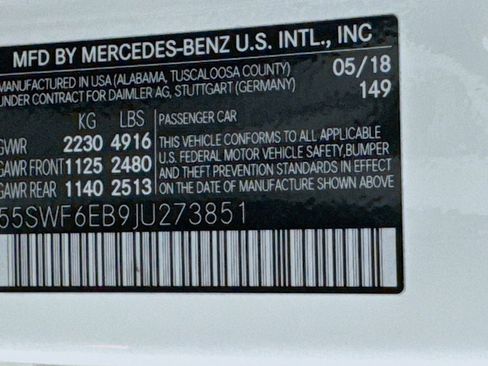 MFD BY MERCEDES-BENZ U.S. INTL., INC
MANUFACTURED IN USA (ALABAMA, TUSCALOOSA COUNTY) 05/18
UNDER CONTRACT FOR DAIMLER AG, STUTTGART (GERMANY) 149
KG LBS PASSENGER CAR
GVWR 2230 4916 THIS VEHICLE CONFORMS TO ALL APPLICABLE
GAWR FRONT 1125 2480 U.S. FEDERAL MOTOR VEHICLE SAFETY, BUMPER
GAWR REAR 1140 2513 AND THEFT PREVENTION STANDARDS IN EFFECT
ON THE DATE OF MANUFACTURE SHOWN ABOVE
55SWF6EB9JU273851